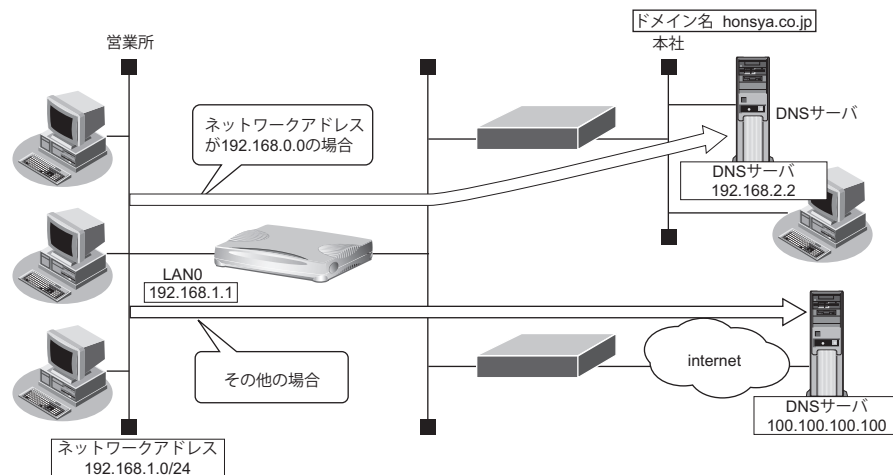 ドメイン名 honsya.co.jp
営業所
本社
ネットワークアドレス
が192.168.0.0の場合
DNSサーバ
DNSサーバ
192.168.2.2
LAN0
192.168.1.1
その他の場合
internet
DNSサーバ
100.100.100.100
ネットワークアドレス
192.168.1.0/24